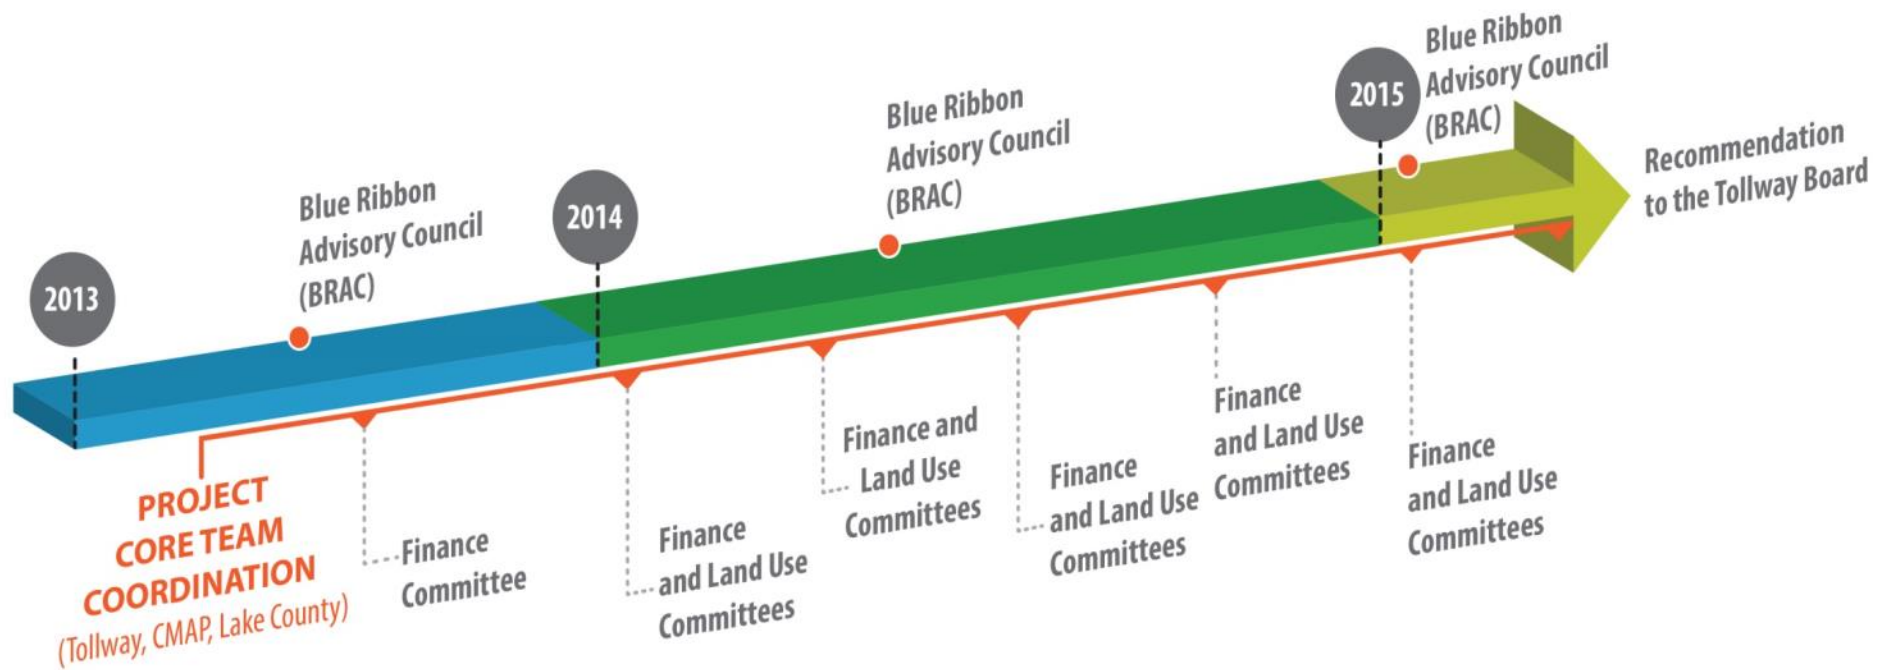 2013
Blue Ribbon
Advisory Council
(BRAC)
2014
Blue Ribbon
Advisory Council
(BRAC)
2015
Blue Ribbon
Advisory Council
(BRAC)
Recommendation
to the Tollway Board
PROJECT
CORE TEAM
COORDINATION
(Tollway, CMAP, Lake County)
Finance
Committee
Finance
and Land Use
Committees
Finance and
Land Use
Committees
Finance
and Land Use
Committees
Finance
and Land Use
Committees
Finance
and Land Use
Committees